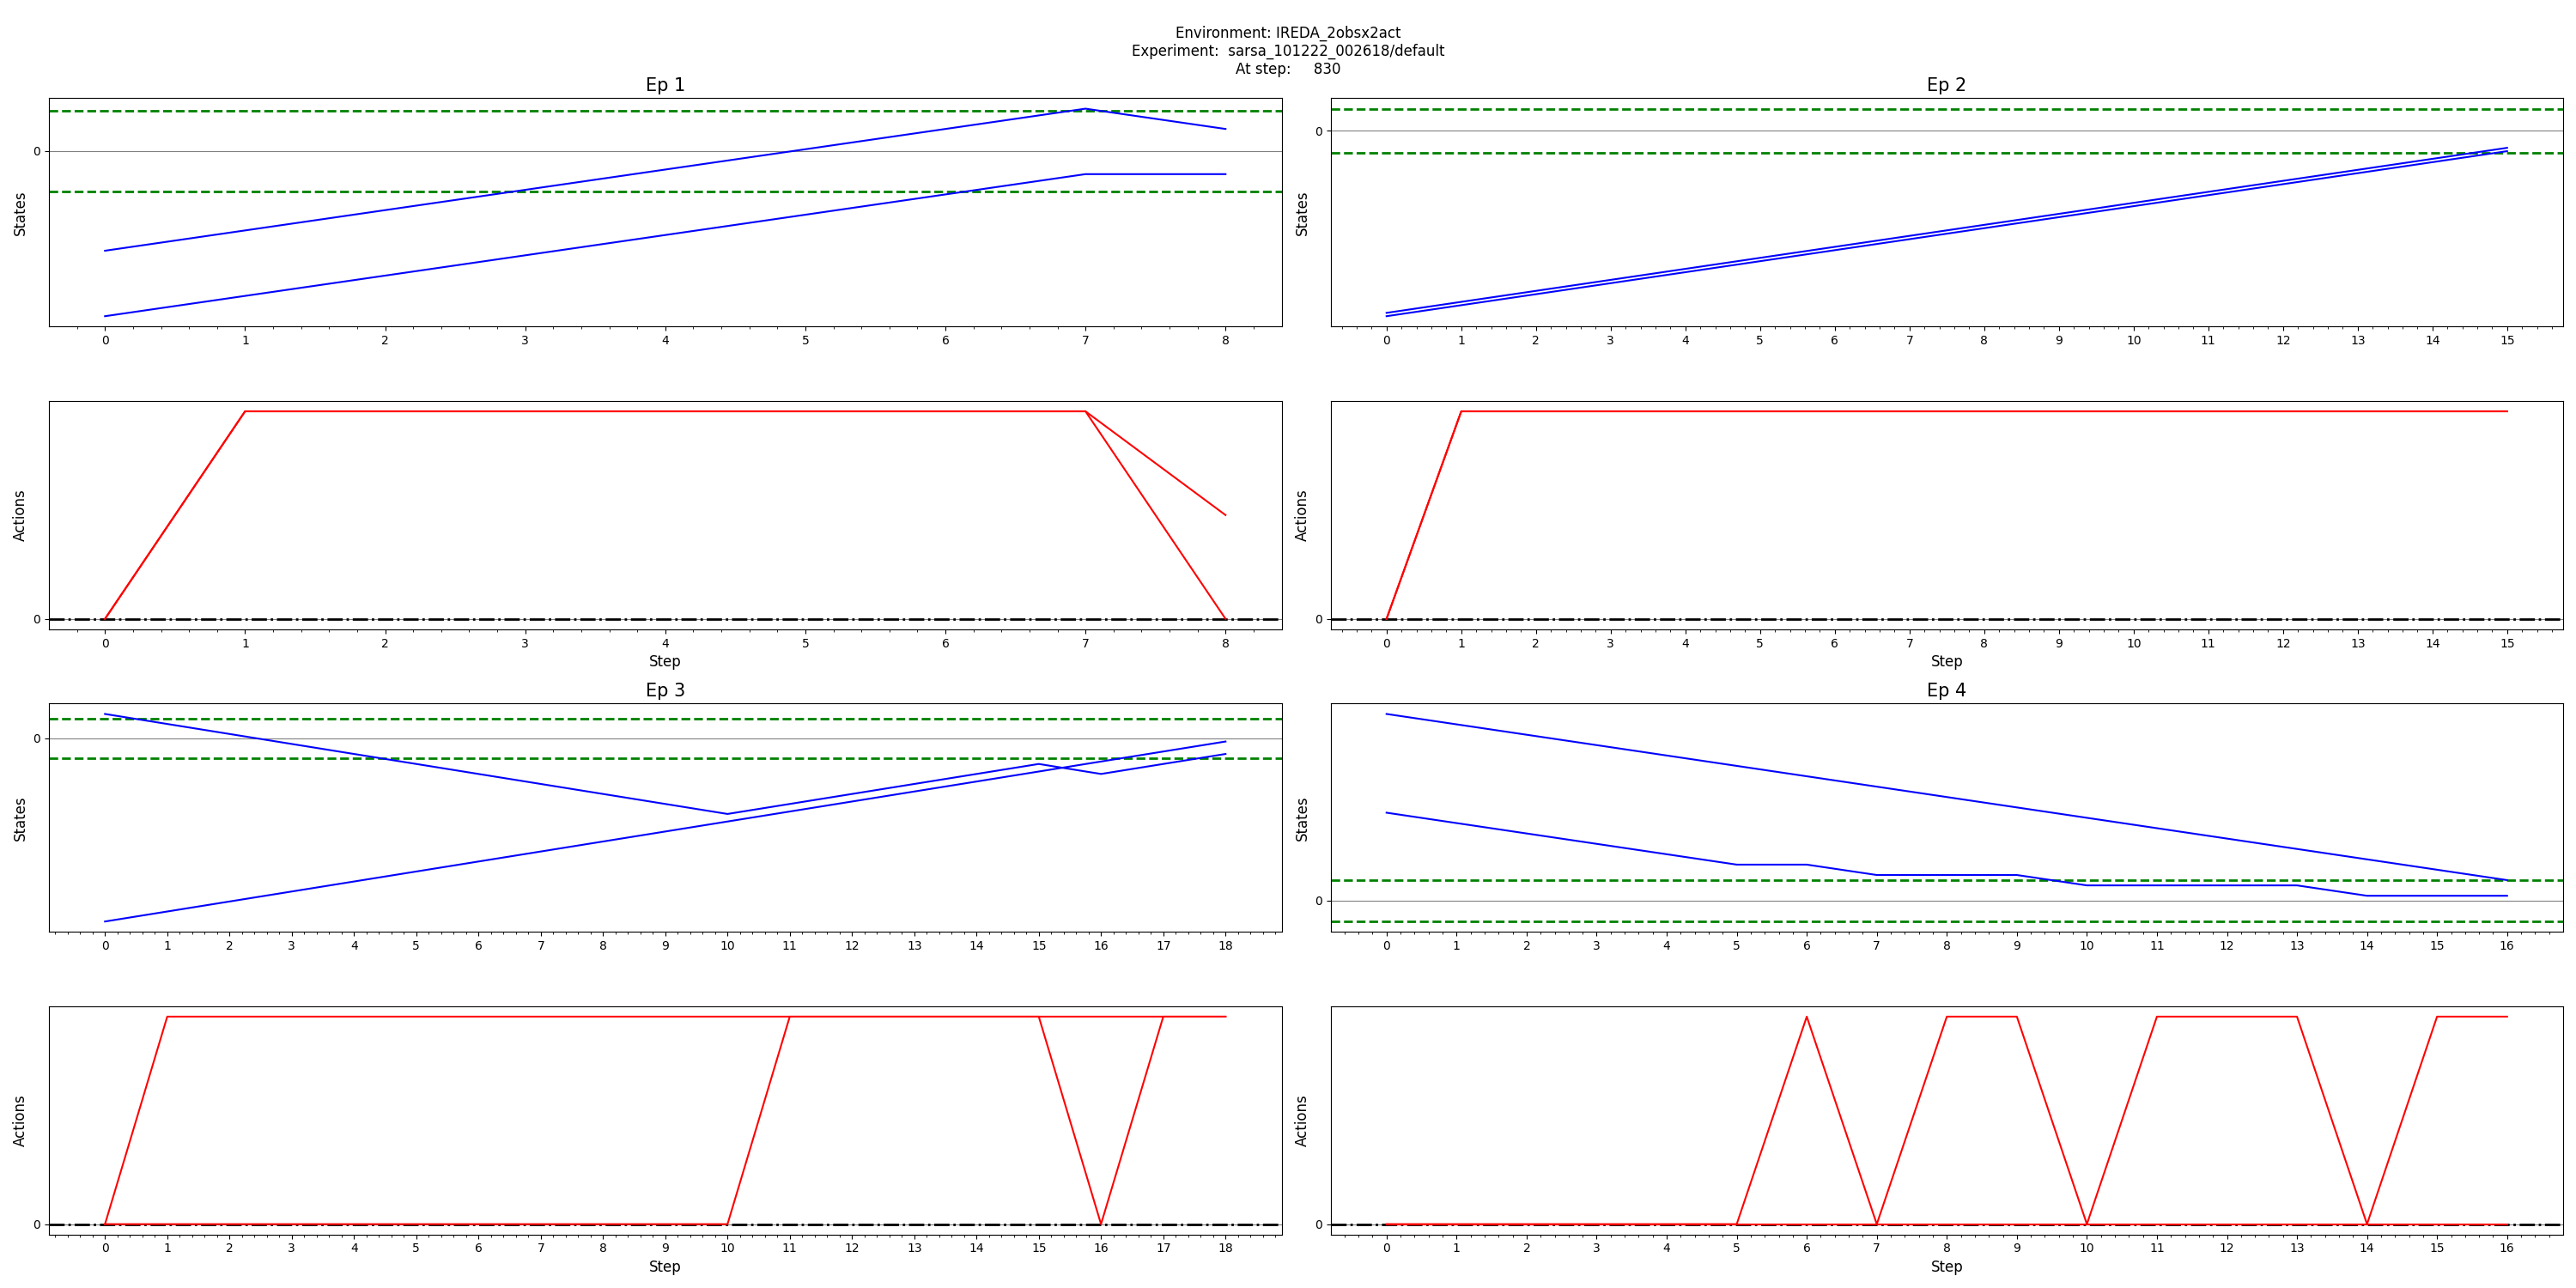 Environment: IREDA_2obsx2act
Experiment:  sarsa_101222_002618/default
At step:     830
Ep 1
0
States
0 1 2 3 4 5 6 7 8
Ep 2
0
States
0 1 2 3 4 5 6 7 8 9 10 11 12 13 14 15
0
Actions
0 1 2 3 4 5 6 7 8
Step
0
Actions
0 1 2 3 4 5 6 7 8 9 10 11 12 13 14 15
Step
Ep 3
0
States
0 1 2 3 4 5 6 7 8 9 10 11 12 13 14 15 16 17 18
Ep 4
0
States
0 1 2 3 4 5 6 7 8 9 10 11 12 13 14 15 16
0
Actions
0 1 2 3 4 5 6 7 8 9 10 11 12 13 14 15 16 17 18
Step
0
Actions
0 1 2 3 4 5 6 7 8 9 10 11 12 13 14 15 16
Step